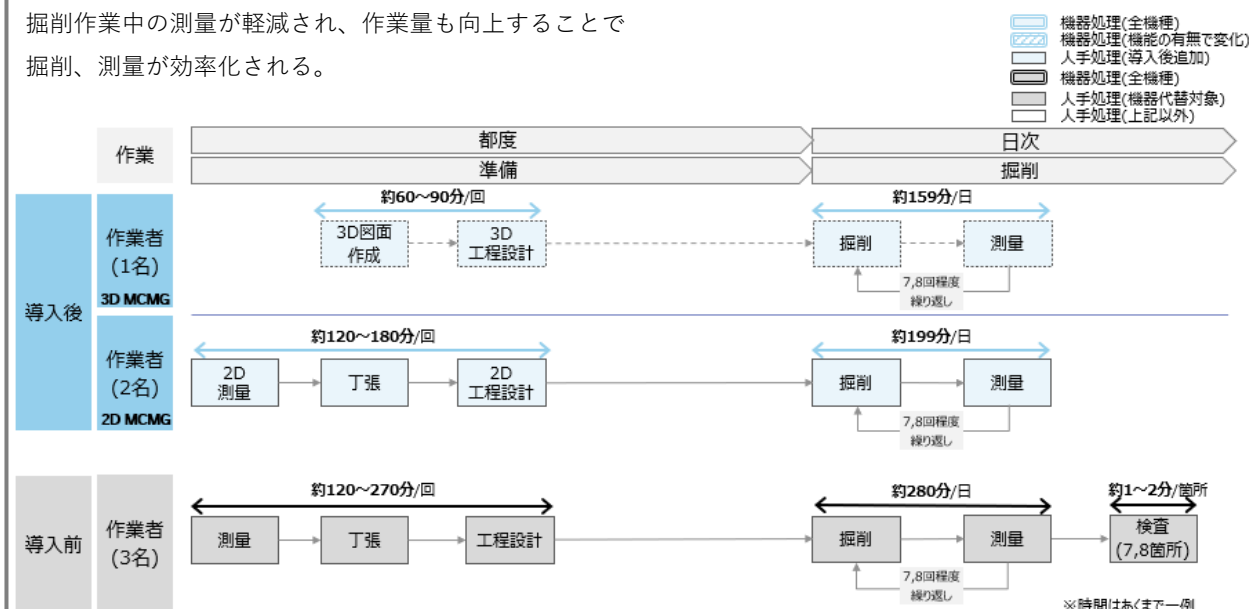 掘削作業中の測量が軽減され、作業量も向上することで
掘削、測量が効率化される。
機器処理(全機種)
機器処理(機能の有無で変化)
人手処理(導入後追加)
機器処理(全機種)
人手処理(機器代替対象)
人手処理(上記以外)
作業
都度
日次
準備
掘削
導入後
作業者
(1名)
3D MCMG
約60～90分/回
3D図面
作成
3D
工程設計
約159分/日
掘削
測量
7,8回程度
繰り返し
作業者
(2名)
2D MCMG
約120～180分/回
2D
測量
丁張
2D
工程設計
約199分/日
掘削
測量
7,8回程度
繰り返し
導入前
作業者
(3名)
約120～270分/回
測量
丁張
工程設計
約280分/日
掘削
測量
7,8回程度
繰り返し
約1～2分/箇所
検査
(7,8箇所)
※時間はあくまで一例